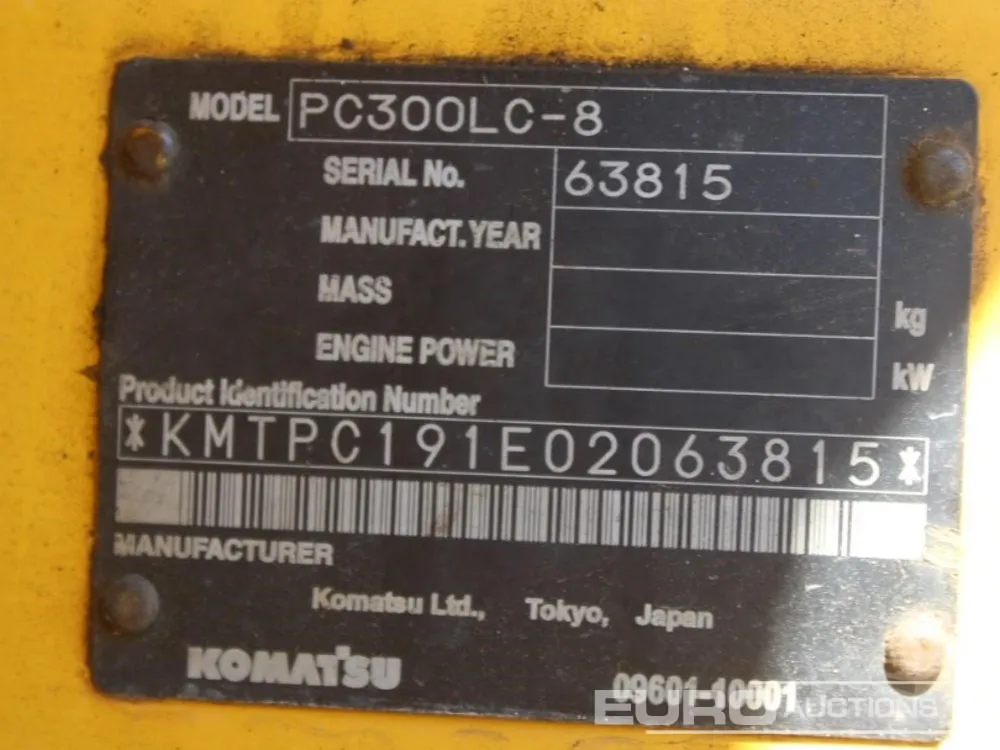 MODEL PC300LC-8
SERIAL No. 63815
MANUFACT. YEAR
MASS kg
ENGINE POWER kW
Product Identification Number
*KMTPC191E02063815*
MANUFACTURER
Komatsu Ltd., Tokyo, Japan
KOMATSU 09601-10001
EURO AUCTIONS